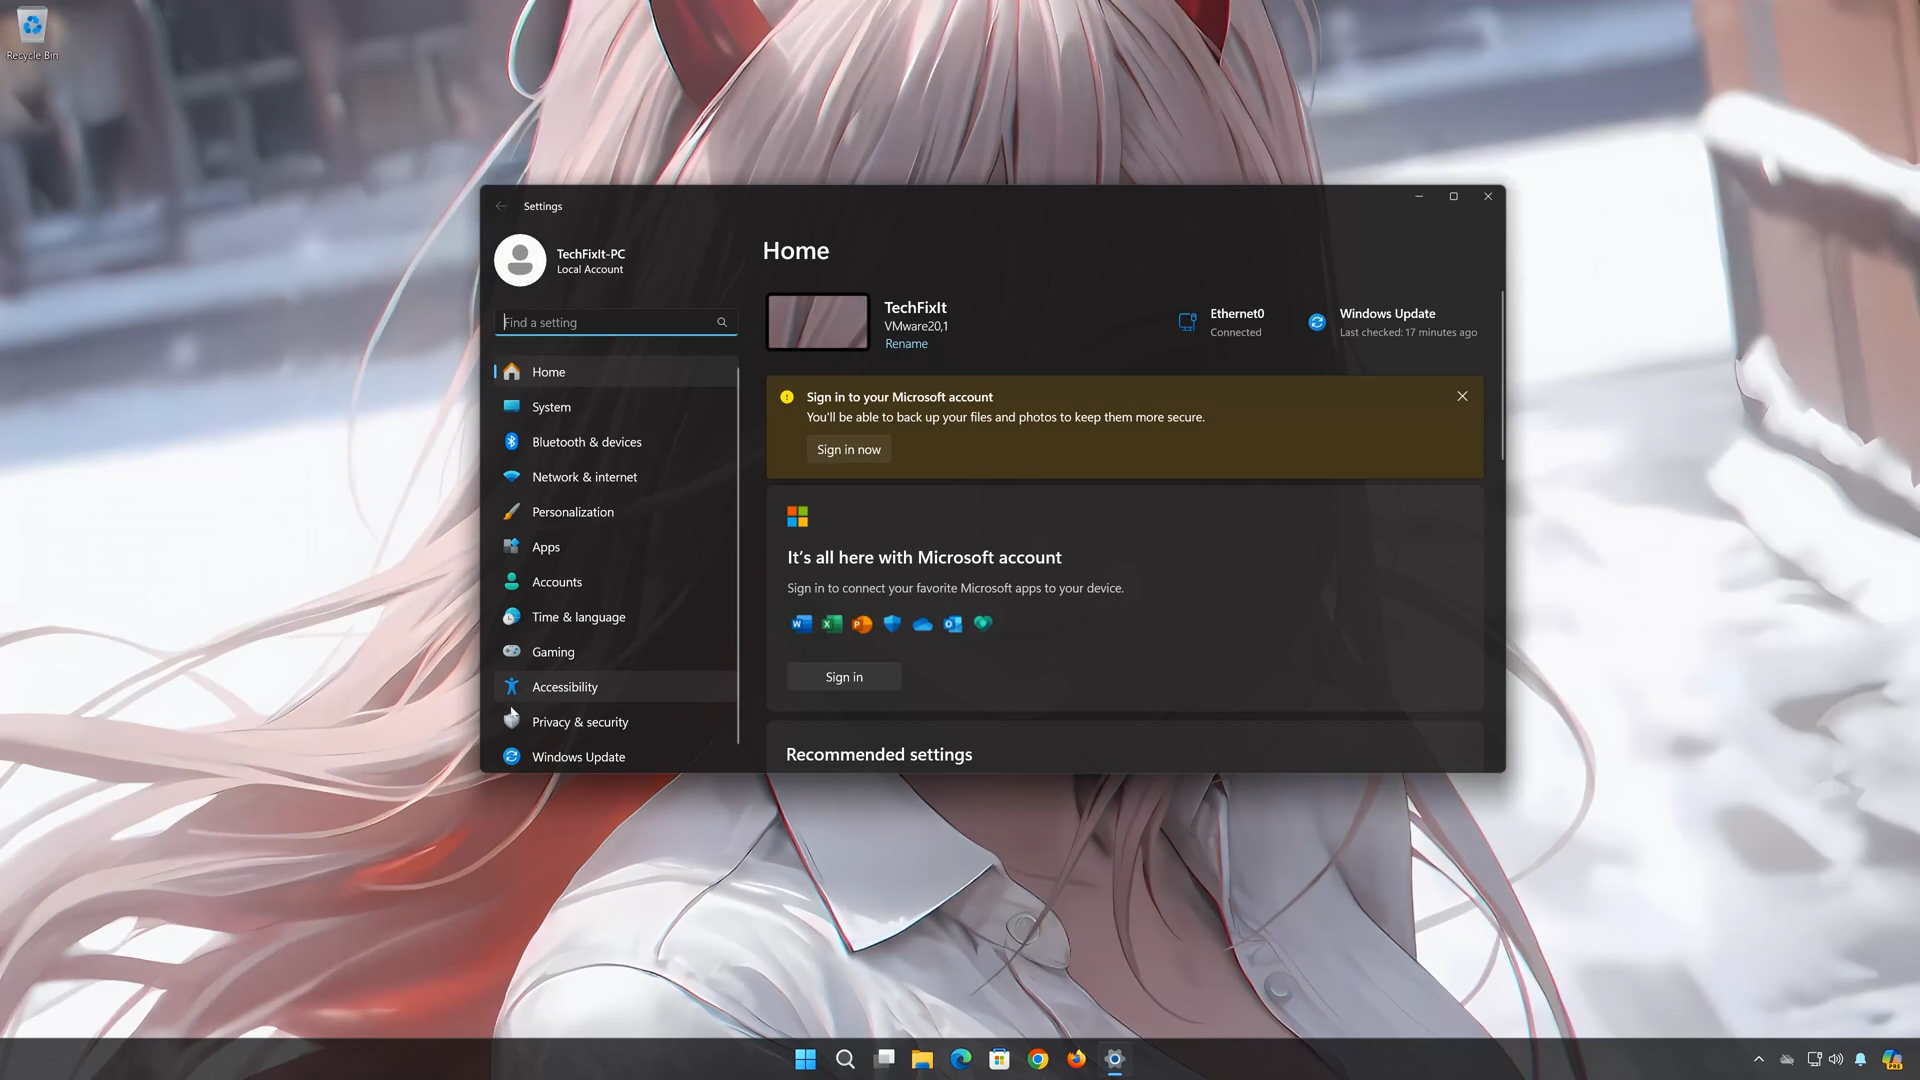 Recycle Bin
Settings
TechFixIt-PC
Local Account
Find a setting
Home
System
Bluetooth & devices
Network & internet
Personalization
Apps
Accounts
Time & language
Gaming
Accessibility
Privacy & security
Windows Update
Home
TechFixIt
VMware20,1
Rename
Ethernet0
Connected
Windows Update
Last checked: 17 minutes ago
Sign in to your Microsoft account
You'll be able to back up your files and photos to keep them more secure.
Sign in now
It's all here with Microsoft account
Sign in to connect your favorite Microsoft apps to your device.
Sign in
Recommended settings